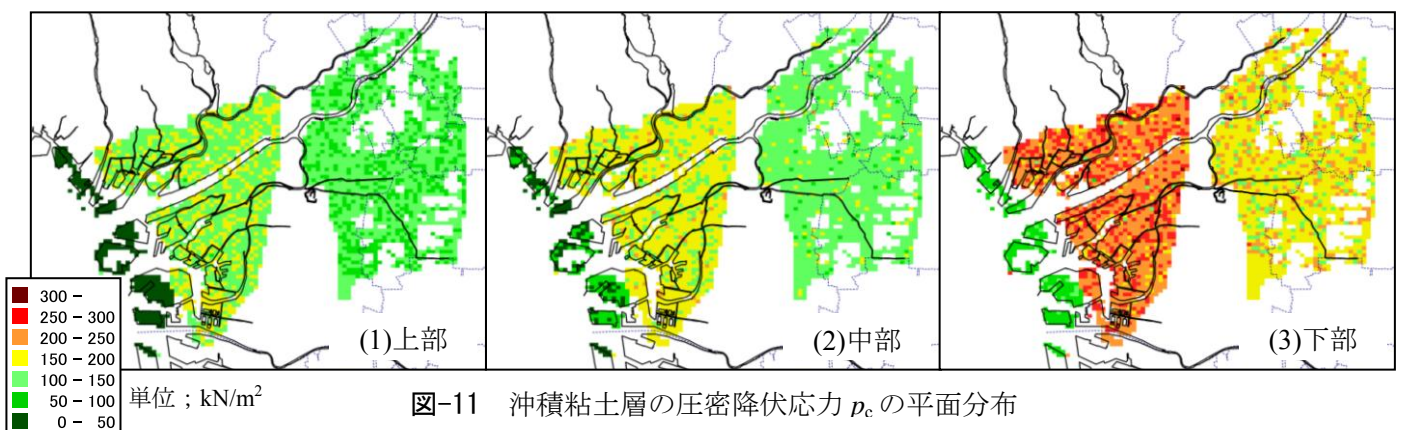 (1)上部
(2)中部
(3)下部
300 -
250 - 300
200 - 250
150 - 200
100 - 150
50 - 100
0 - 50
単位；kN/m²
図-11 沖積粘土層の圧密降伏応力 pcの平面分布